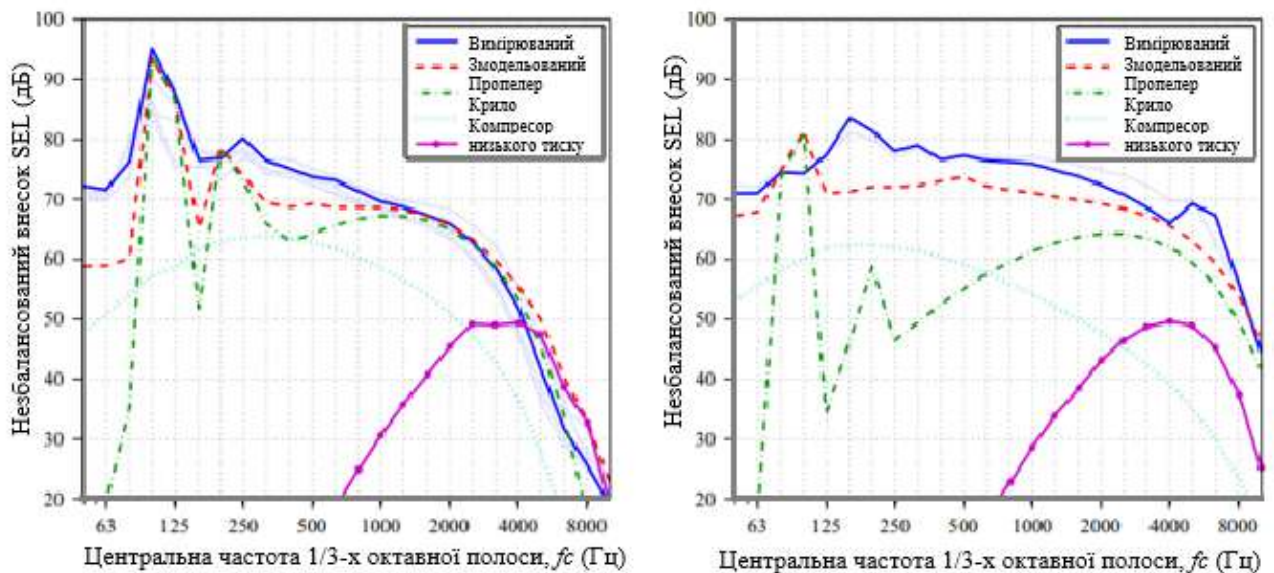 Незбалансований внесок SEL (дБ)
100
90
80
70
60
50
40
30
20
Вимірюваний
Змодельований
Пропелер
Крило
Компресор
низького тиску
63
125
250
500
1000
2000
4000
8000
Центральна частота 1/3-х октавної полоси, fc (Гц)
Незбалансований внесок SEL (дБ)
100
90
80
70
60
50
40
30
20
Вимірюваний
Змодельований
Пропелер
Крило
Компресор
низького тиску
63
125
250
500
1000
2000
4000
8000
Центральна частота 1/3-х октавної полоси, fc (Гц)